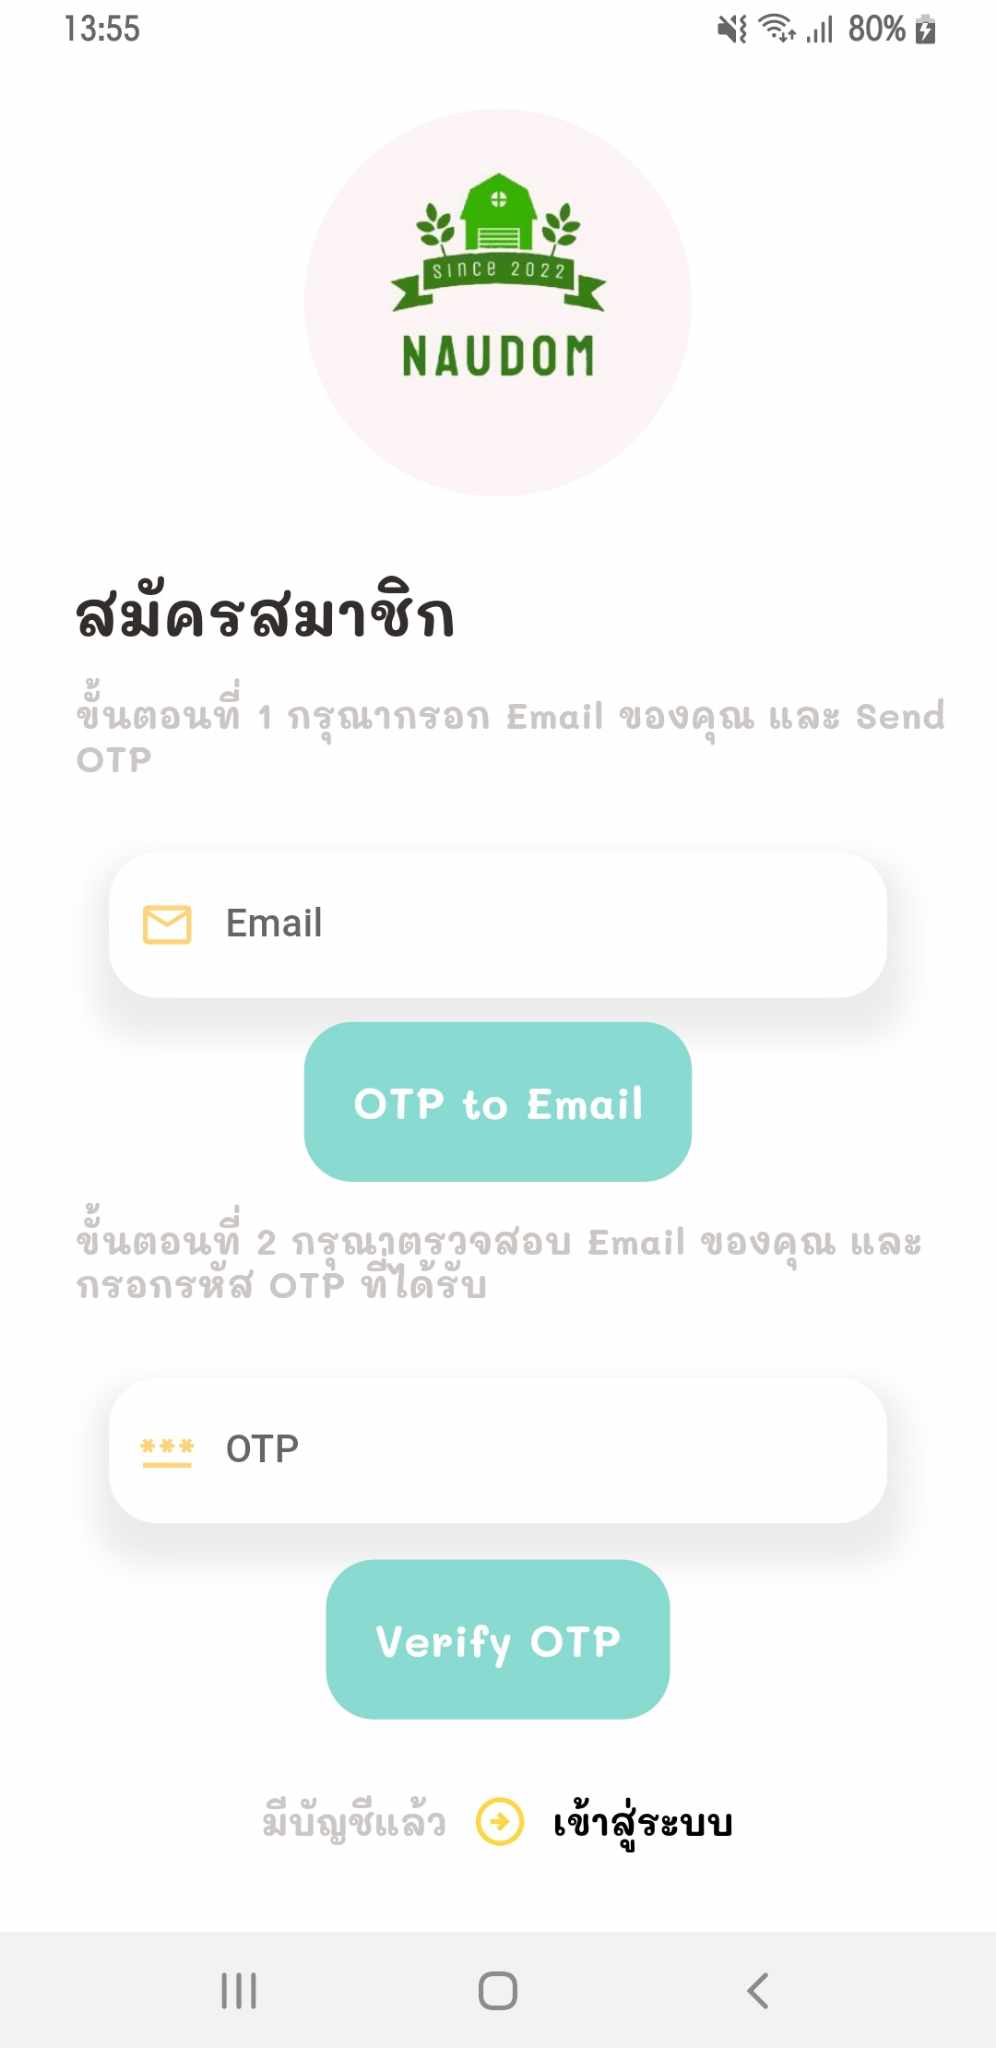 13:55 80%
since 2022
NAUDOM
สมัครสมาชิก
ขั้นตอนที่ 1 กรุณากรอก Email ของคุณ และ Send
OTP
Email
OTP to Email
ขั้นตอนที่ 2 กรุณาตรวจสอบ Email ของคุณ และ
กรอกรหัส OTP ที่ได้รับ
*** OTP
Verify OTP
มีบัญชีแล้ว เข้าสู่ระบบ